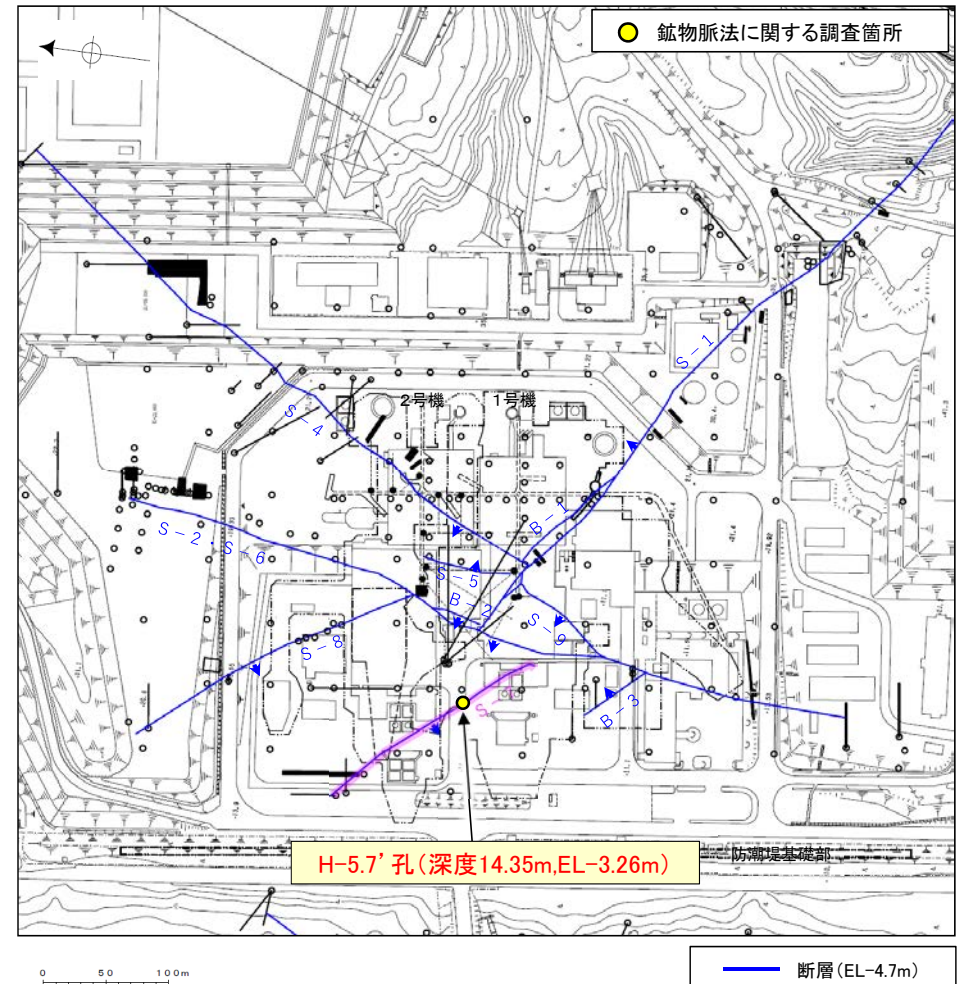 鉱物脈法に関する調査箇所
2号機
1号機
S-1
S-4
B-1
S-2・S-6
S-5
B-2
S-9
S-8
S-7
B-3
H-5.7’孔(深度14.35m,EL-3.26m)
防潮堤基礎部
0 50 100m
断層(EL-4.7m)